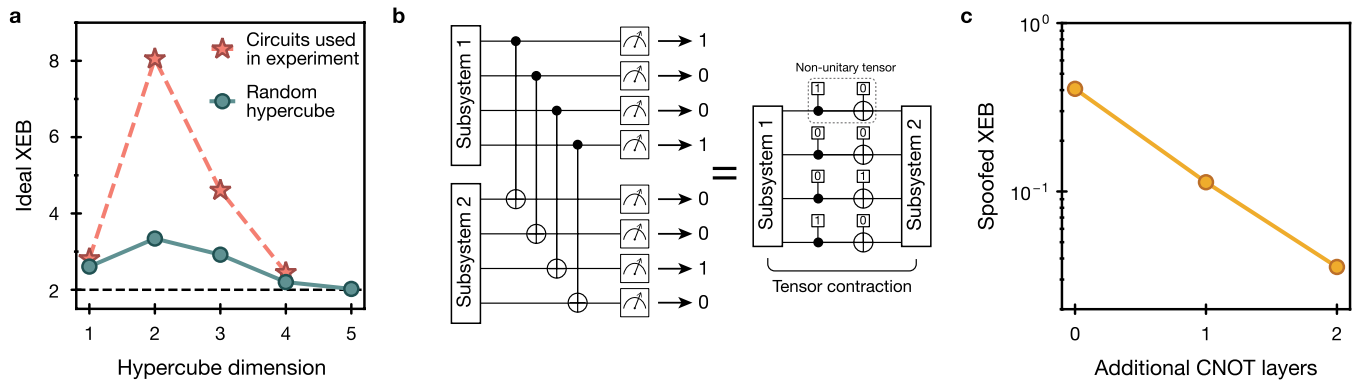 a
Ideal XEB
8
6
4
2
1
2
3
4
5
Hypercube dimension
Circuits used
in experiment
Random
hypercube
b
Subsystem 1
Subsystem 2
1
0
0
1
0
0
1
0
=
Non-unitary tensor
Subsystem 1
1
0
0
0
0
1
1
0
Subsystem 2
Tensor contraction
c
Spoofed XEB
10⁰
10⁻¹
0
1
2
Additional CNOT layers